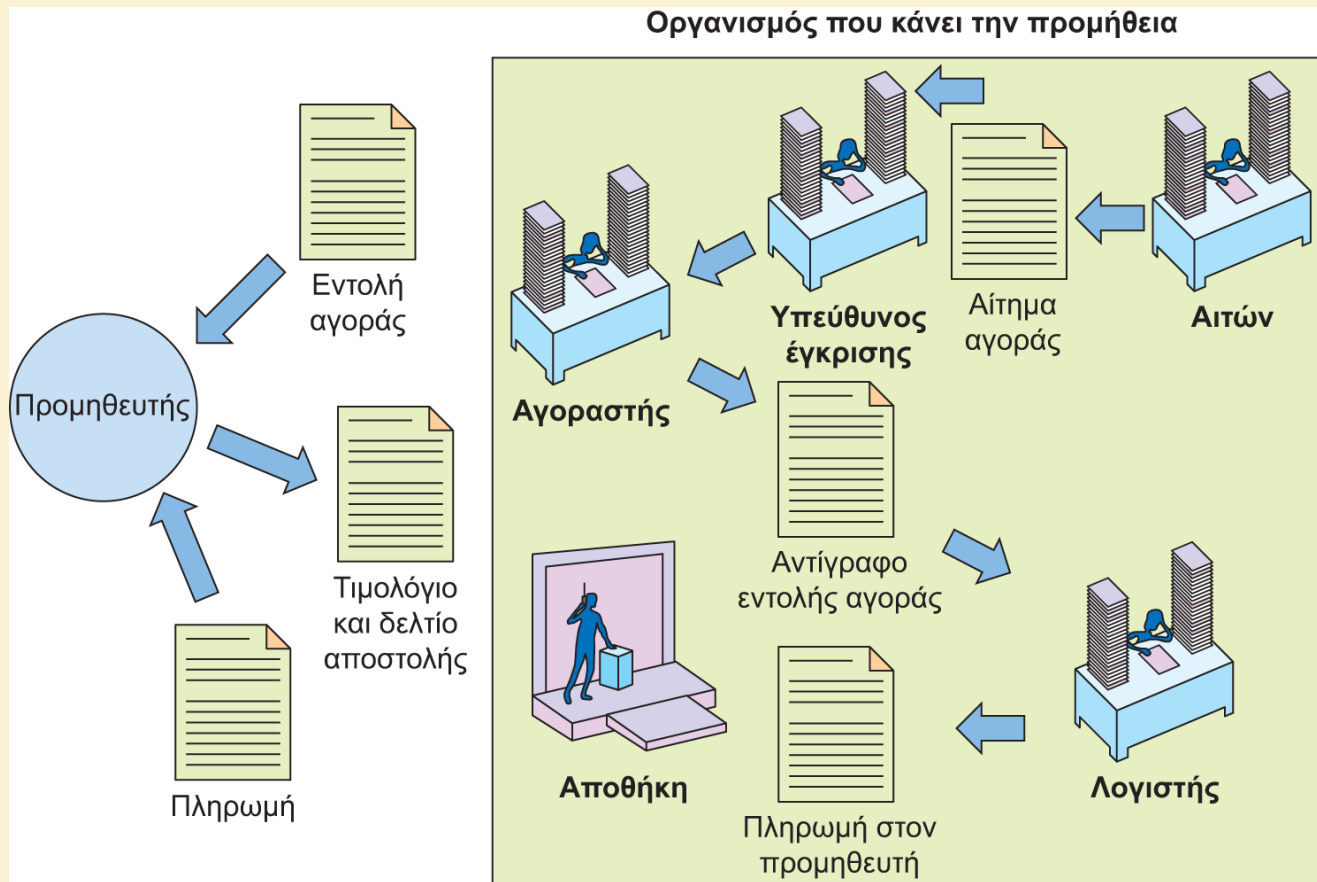 Οργανισμός που κάνει την προμήθεια
Εντολή
αγοράς
Προμηθευτής
Τιμολόγιο
και δελτίο
αποστολής
Πληρωμή
Αγοραστής
Υπεύθυνος
έγκρισης
Αίτημα
αγοράς
Αιτών
Αντίγραφο
εντολής αγοράς
Αποθήκη
Πληρωμή στον
προμηθευτή
Λογιστής